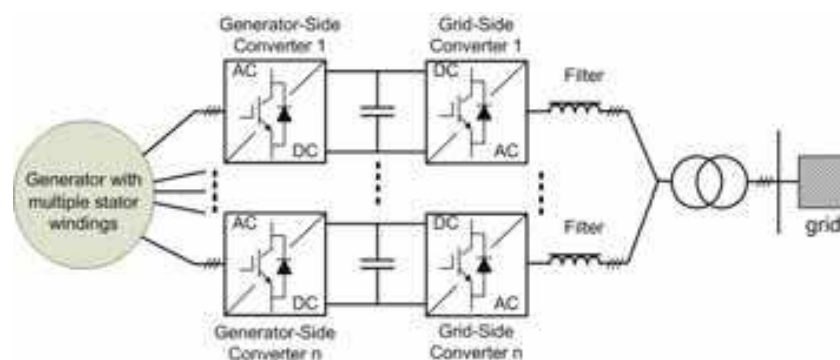 Generator-Side
Converter 1
Grid-Side
Converter 1
AC
DC
DC
AC
Filter
Generator with
multiple stator
windings
AC
DC
DC
AC
Filter
grid
Generator-Side
Converter n
Grid-Side
Converter n